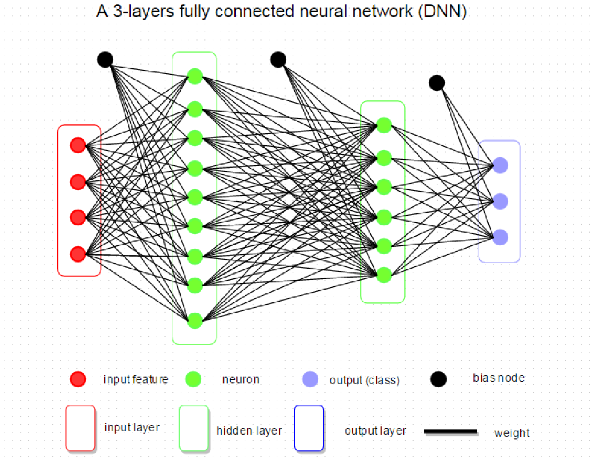 A 3-layers fully connected neural network (DNN)
input feature
neuron
output (class)
bias node
input layer
hidden layer
output layer
weight